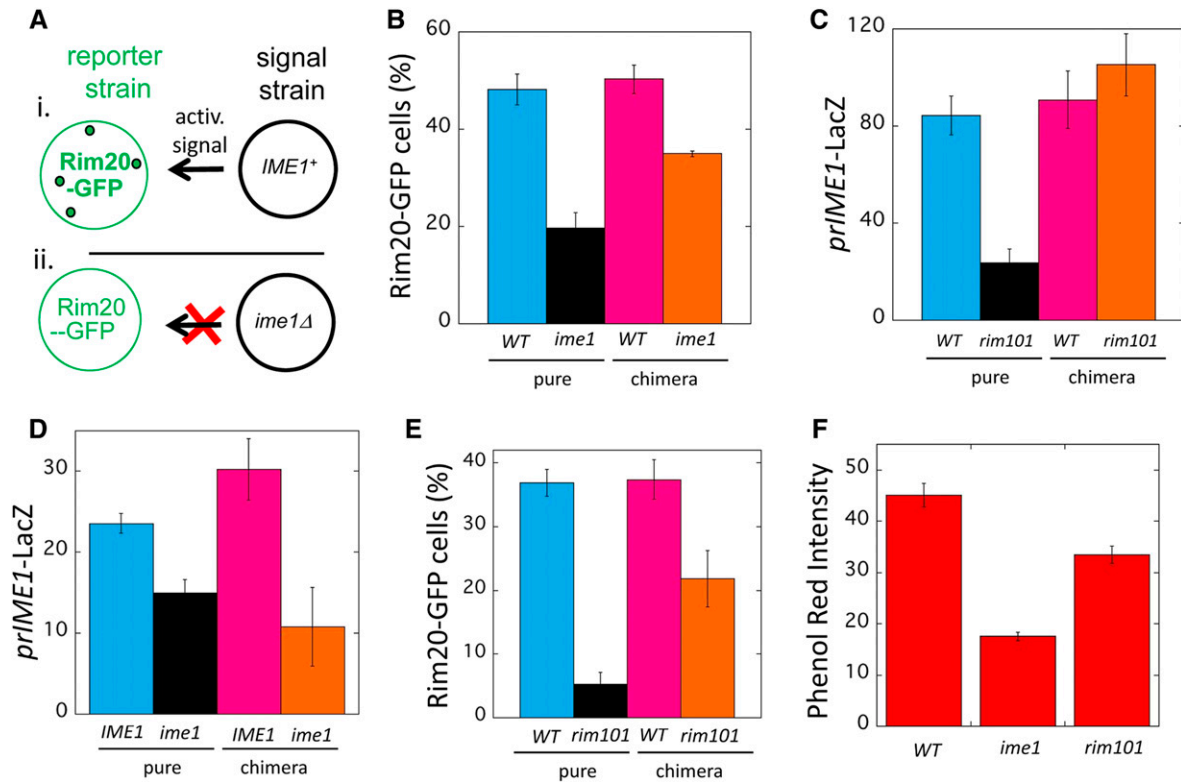 A
reporter
strain
signal
strain
i.
activ.
signal
Rim20
-GFP
IME1+
ii.
Rim20
--GFP
ime1Δ
B
Rim20-GFP cells (%)
60
40
20
0
WT ime1 WT ime1
pure chimera
C
prIME1-LacZ
120
80
40
0
WT rim101 WT rim101
pure chimera
D
prIME1-LacZ
30
20
10
0
IME1 ime1 IME1 ime1
pure chimera
E
Rim20-GFP cells (%)
40
30
20
10
0
WT rim101 WT rim101
pure chimera
F
Phenol Red Intensity
50
40
30
20
10
0
WT ime1 rim101